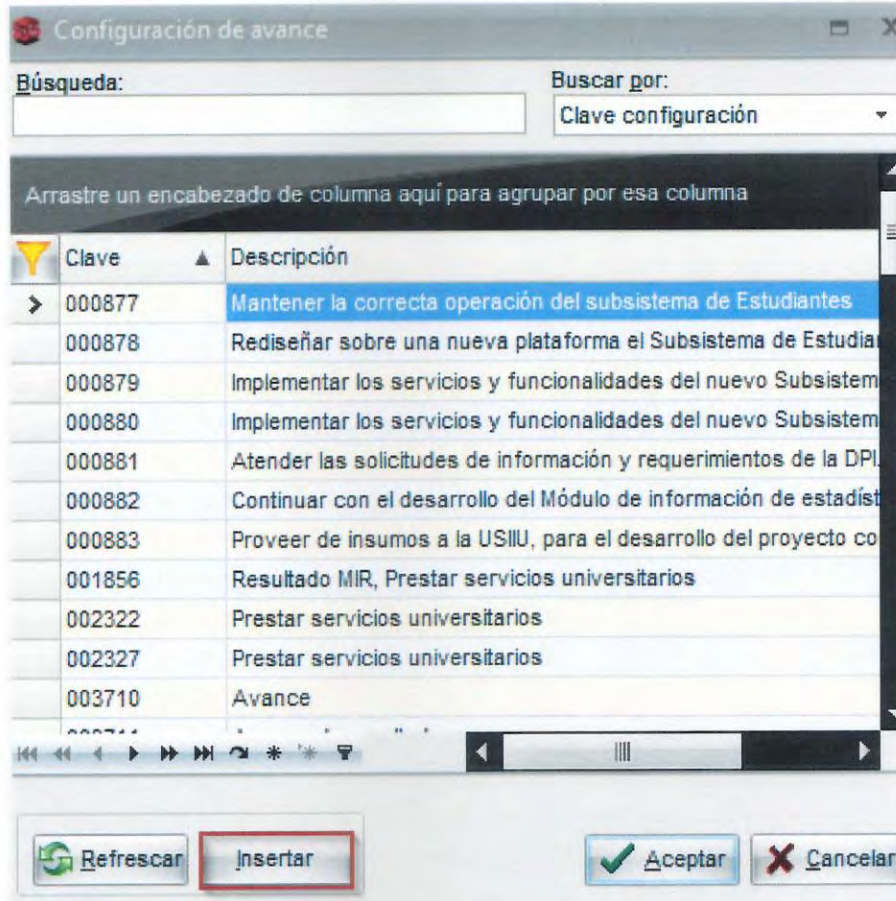 Configuración de avance
Búsqueda:
Buscar por:
Clave configuración
Arrastre un encabezado de columna aquí para agrupar por esa columna
Clave Descripción
000877 Mantener la correcta operación del subsistema de Estudiantes
000878 Rediseñar sobre una nueva plataforma el Subsistema de Estudia
000879 Implementar los servicios y funcionalidades del nuevo Subsistem
000880 Implementar los servicios y funcionalidades del nuevo Subsistem
000881 Atender las solicitudes de información y requerimientos de la DPI.
000882 Continuar con el desarrollo del Módulo de información de estadíst
000883 Proveer de insumos a la USIIU, para el desarrollo del proyecto co
001856 Resultado MIR, Prestar servicios universitarios
002322 Prestar servicios universitarios
002327 Prestar servicios universitarios
003710 Avance
Refrescar Insertar Aceptar Cancelar